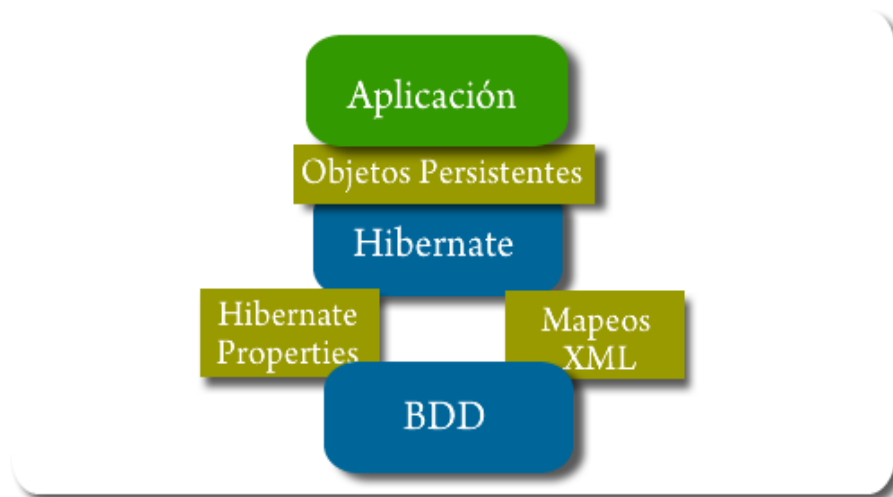 Aplicación
Objetos Persistentes
Hibernate
Hibernate
Properties
Mapeos
XML
BDD